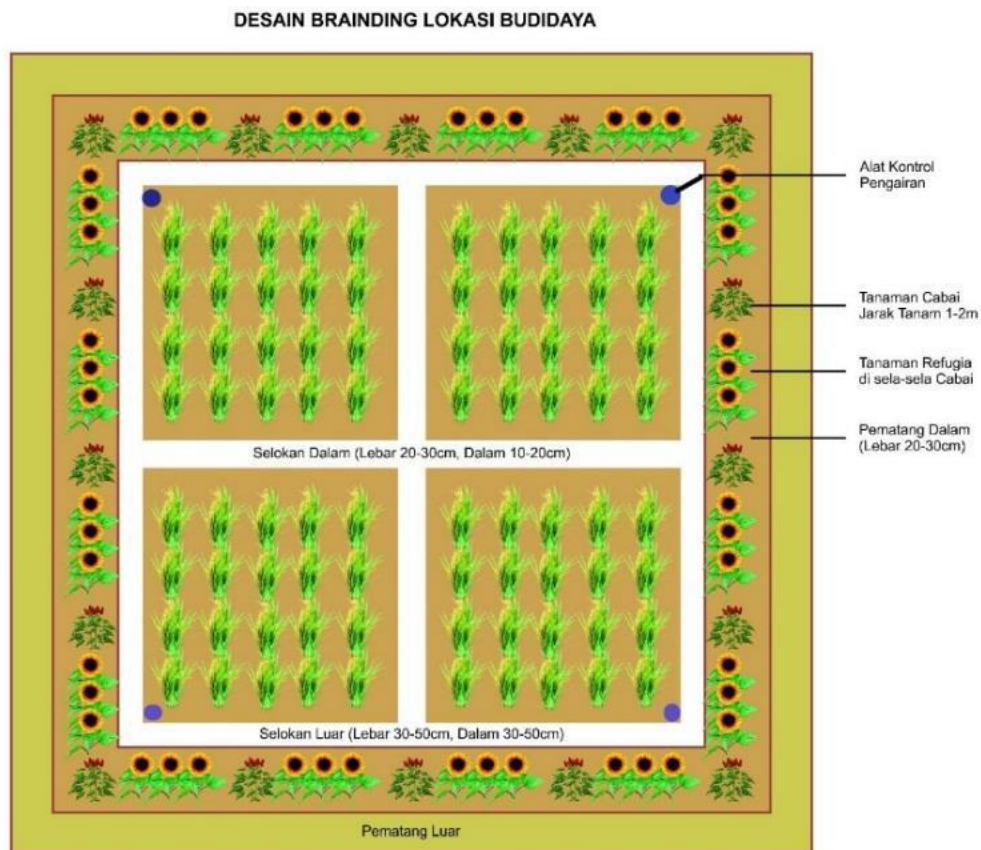 DESAIN BRAINDING LOKASI BUDIDAYA
Alat Kontrol
Pengairan
Tanaman Cabai
Jarak Tanam 1-2m
Tanaman Refugia
di sela-sela Cabai
Pematang Dalam
(Lebar 20-30cm)
Selokan Dalam (Lebar 20-30cm, Dalam 10-20cm)
Selokan Luar (Lebar 30-50cm, Dalam 30-50cm)
Pematang Luar